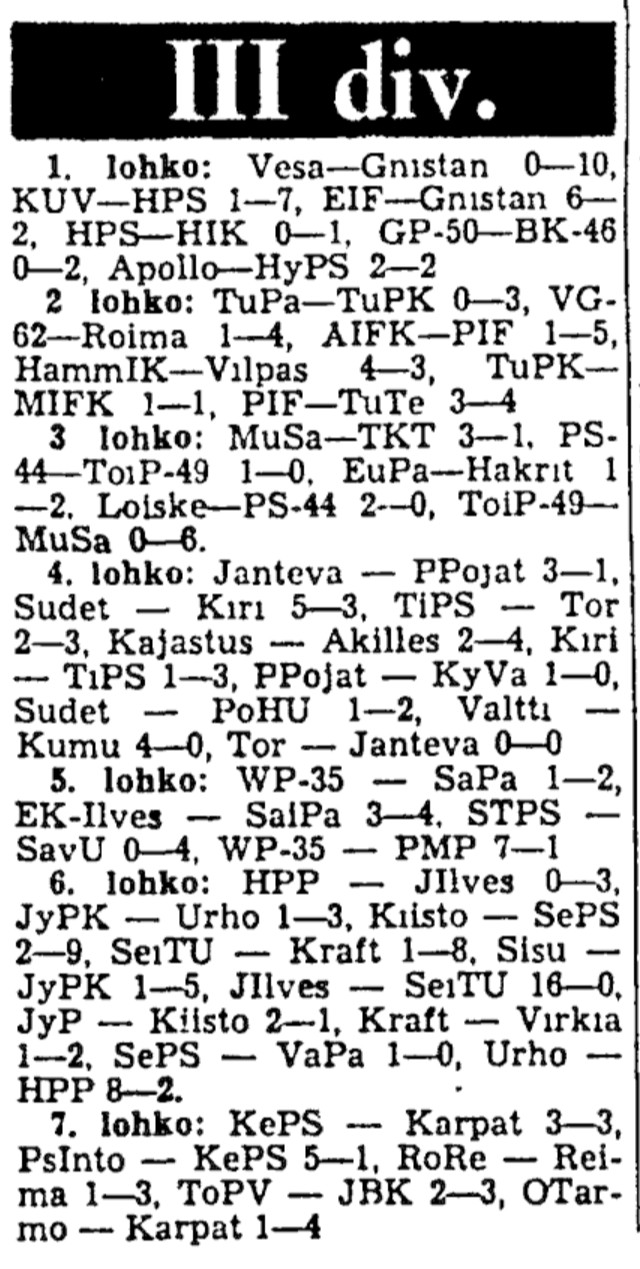 III div.
1. lohko: Vesa—Gnistan 0—10,
KUV—HPS 1—7, EIF—Gnistan 6—
2, HPS—HIK 0—1, GP-50—BK-46
0—2, Apollo—HyPS 2—2
2 lohko: TuPa—TuPK 0—3, VG-
62—Roima 1—4, AIFK—PIF 1—5,
HammIK—Vilpas 4—3, TuPK—
MIFK 1—1, PIF—TuTe 3—4
3 lohko: MuSa—TKT 3—1, PS-
44—ToiP-49 1—0, EuPa—Hakrit 1
—2, Loiske—PS-44 2—0, ToiP-49—
MuSa 0—6.
4. lohko: Janteva — PPojat 3—1,
Sudet — Kiri 5—3, TiPS — Tor
2—3, Kajastus — Akilles 2—4, Kiri
— TiPS 1—3, PPojat — KyVa 1—0,
Sudet — PoHU 1—2, Valtti —
Kumu 4—0, Tor — Janteva 0—0
5. lohko: WP-35 — SaPa 1—2,
EK-Ilves — SaiPa 3—4, STPS —
SavU 0—4, WP-35 — PMP 7—1
6. lohko: HPP — JIlves 0—3,
JyPK — Urho 1—3, Kiisto — SePS
2—9, SeiTU — Kraft 1—8, Sisu —
JyPK 1—5, JIlves — SeiTU 16—0,
JyP — Kiisto 2—1, Kraft — Virkia
1—2, SePS — VaPa 1—0, Urho —
HPP 8—2.
7. lohko: KePS — Karpat 3—3,
PsInto — KePS 5—1, RoRe — Rei-
ma 1—3, ToPV — JBK 2—3, OTar-
mo — Karpat 1—4